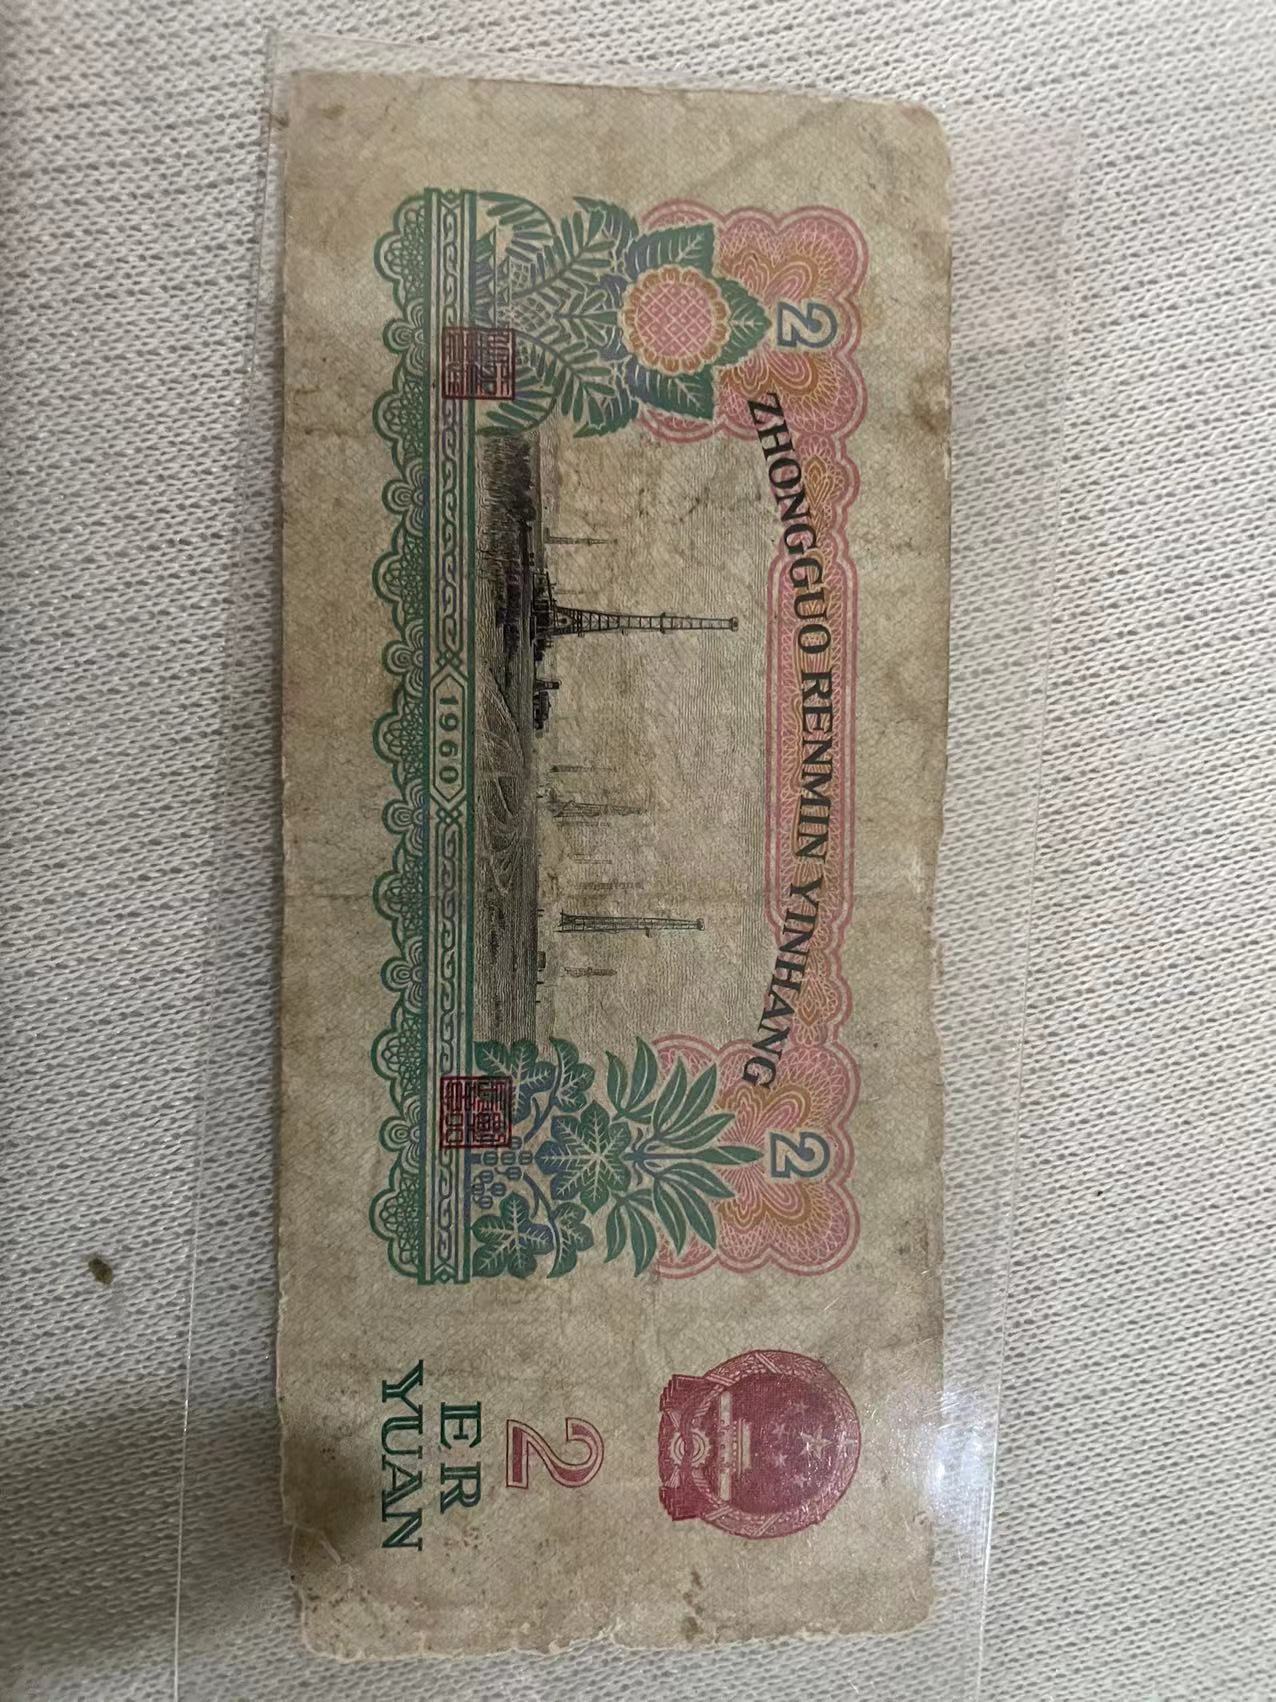 ZHONGGUO RENMIN YINHANG
2
2
1960
2
ER
YUAN